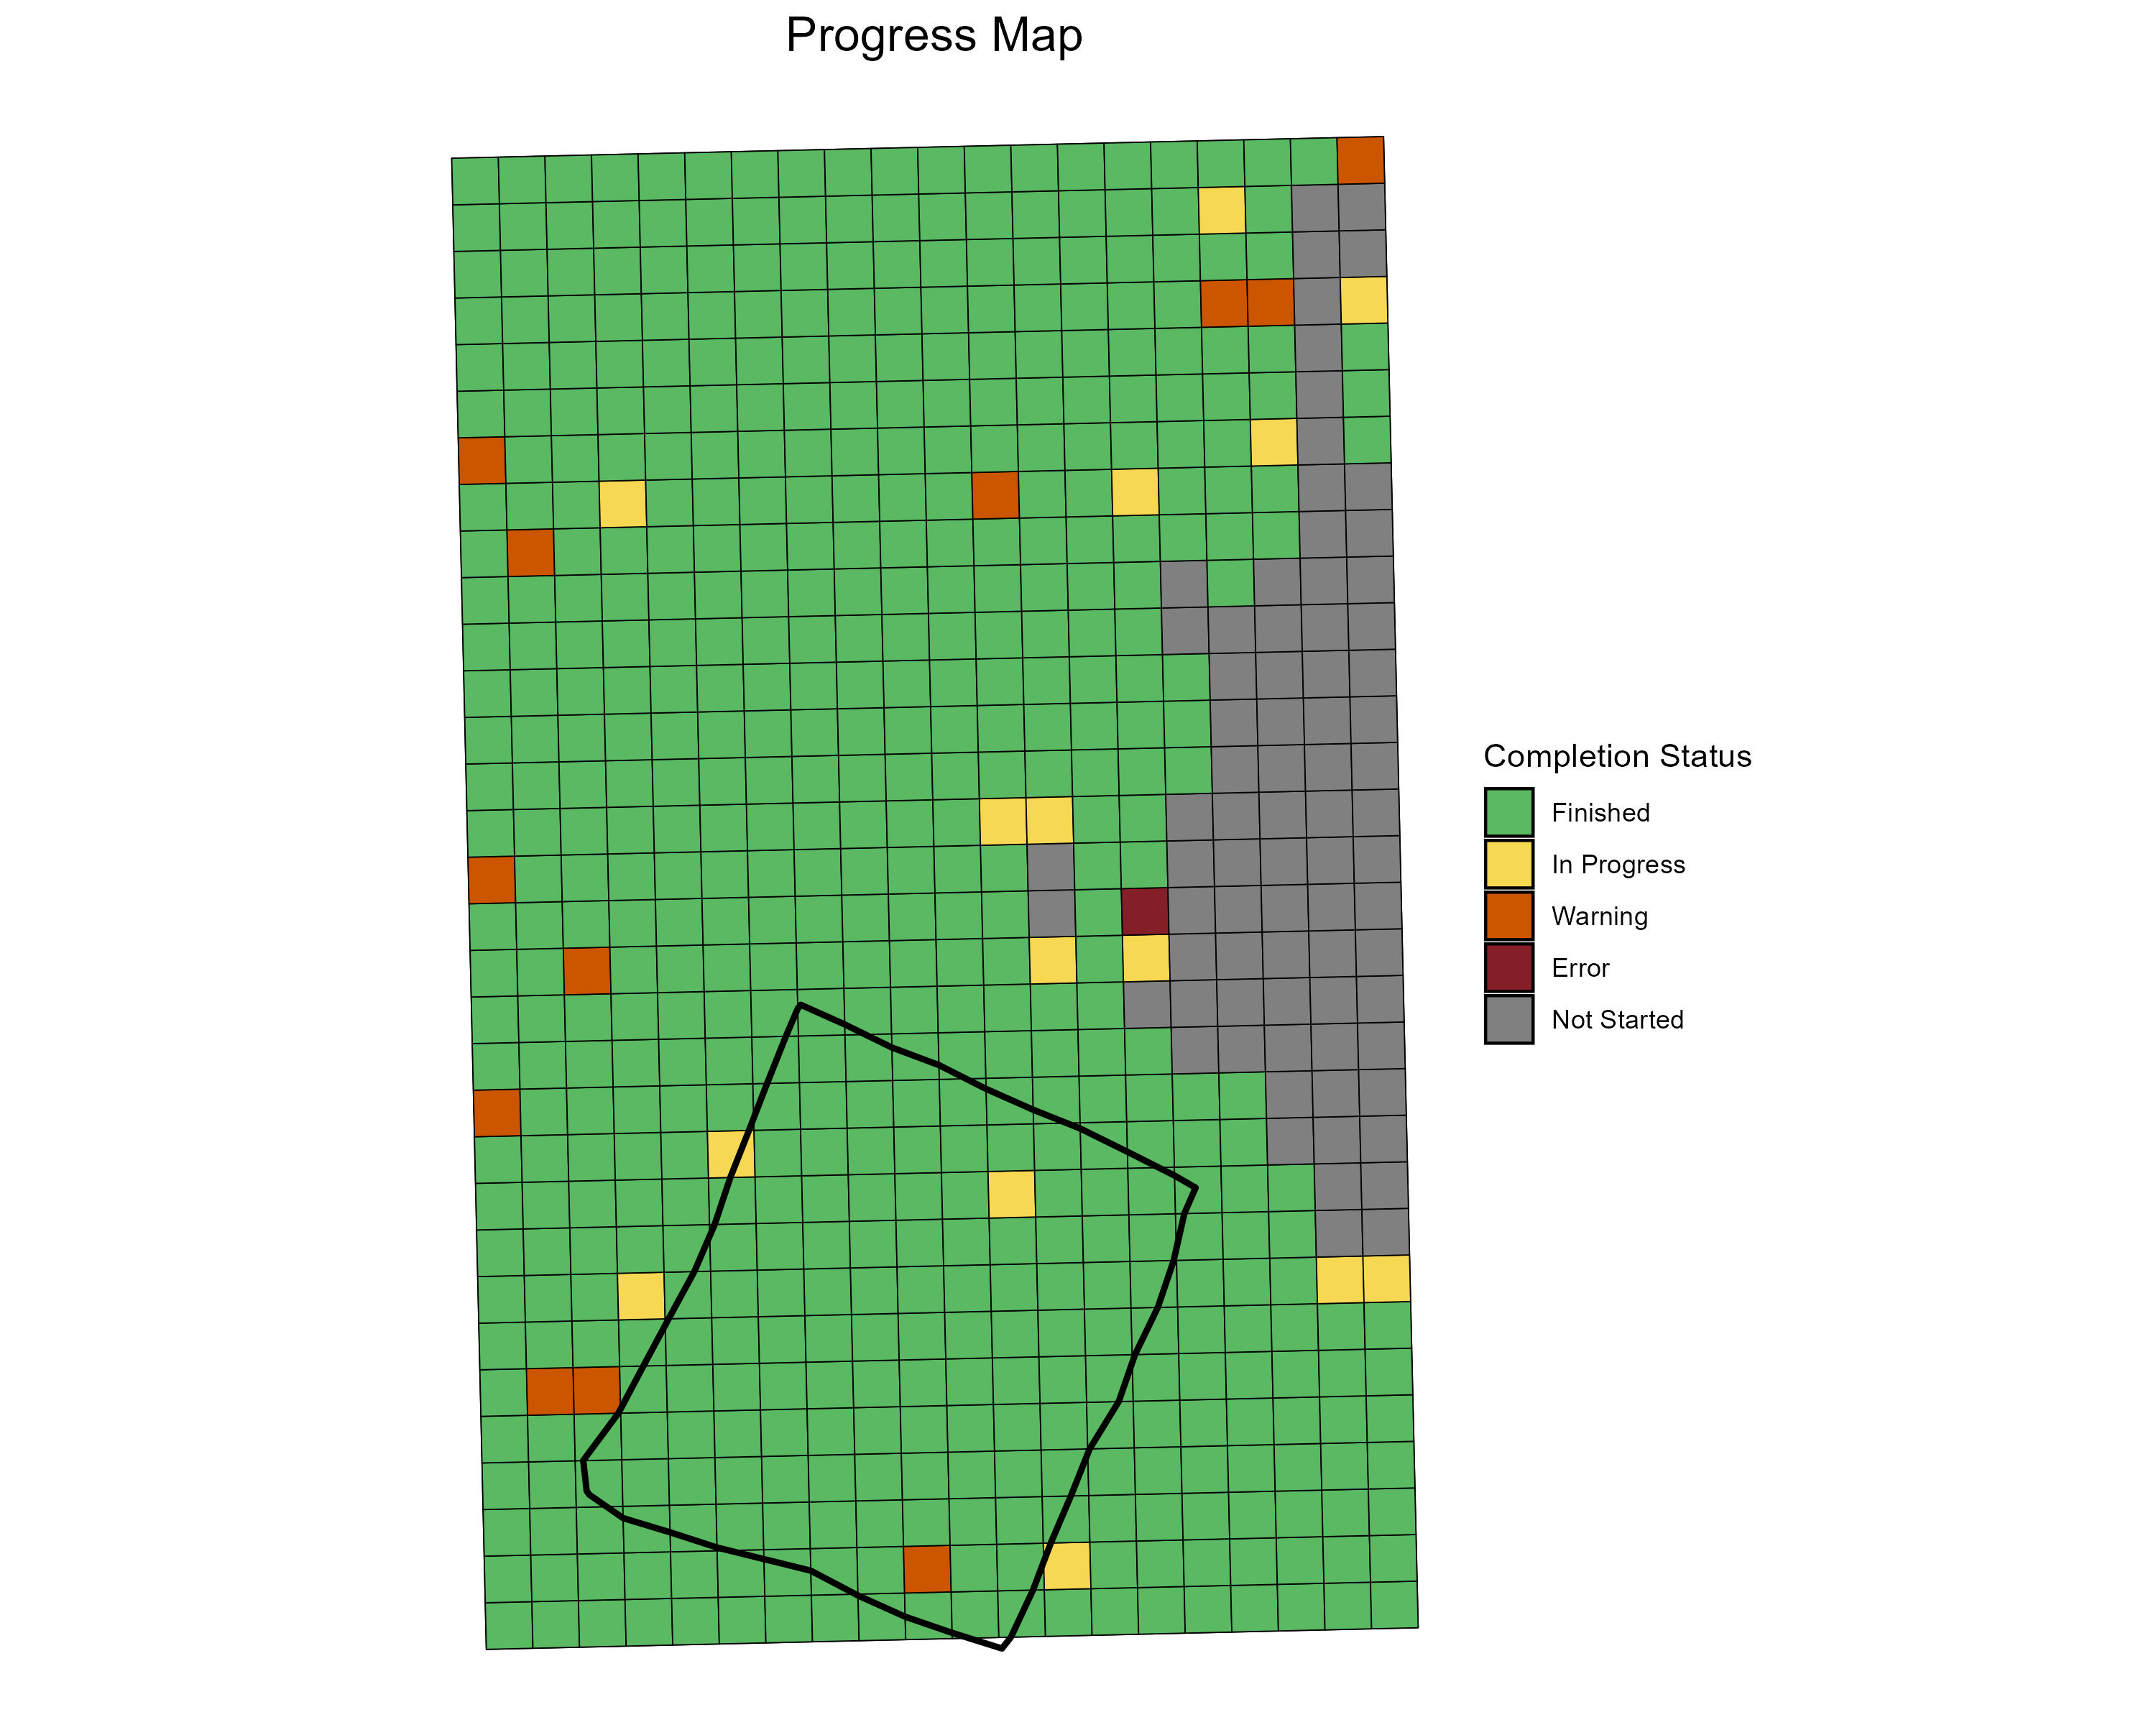 Progress Map
Completion Status
Finished
In Progress
Warning
Error
Not Started